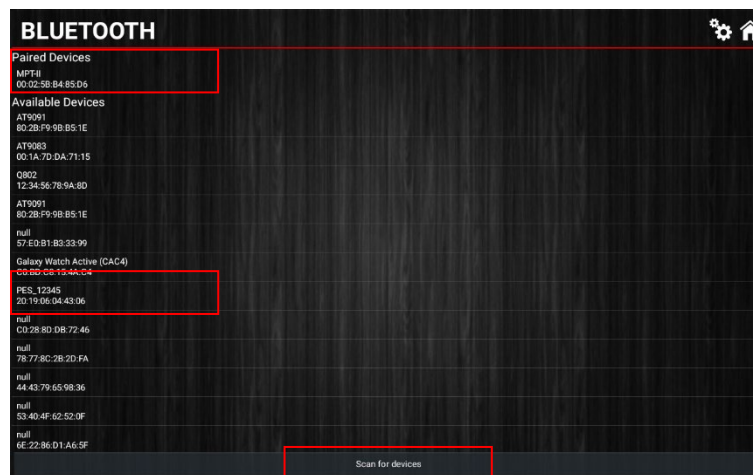 BLUETOOTH
Paired Devices
MPT-II
00:02:5B:B4:85:D6
Available Devices
AT9091
80:2B:F9:9B:B5:1E
AT9083
00:1A:7D:DA:71:15
Q802
12:34:56:78:9A:8D
AT9091
80:2B:F9:9B:B5:1E
null
57:E0:B1:B3:33:99
Galaxy Watch Active (CAC4)
PES_12345
20:19:06:04:43:06
null
C0:28:8D:DB:72:46
null
78:77:8C:2B:2D:FA
null
44:43:79:65:98:36
null
53:40:4F:62:52:0F
null
6E:22:86:D1:A6:5F
Scan for devices